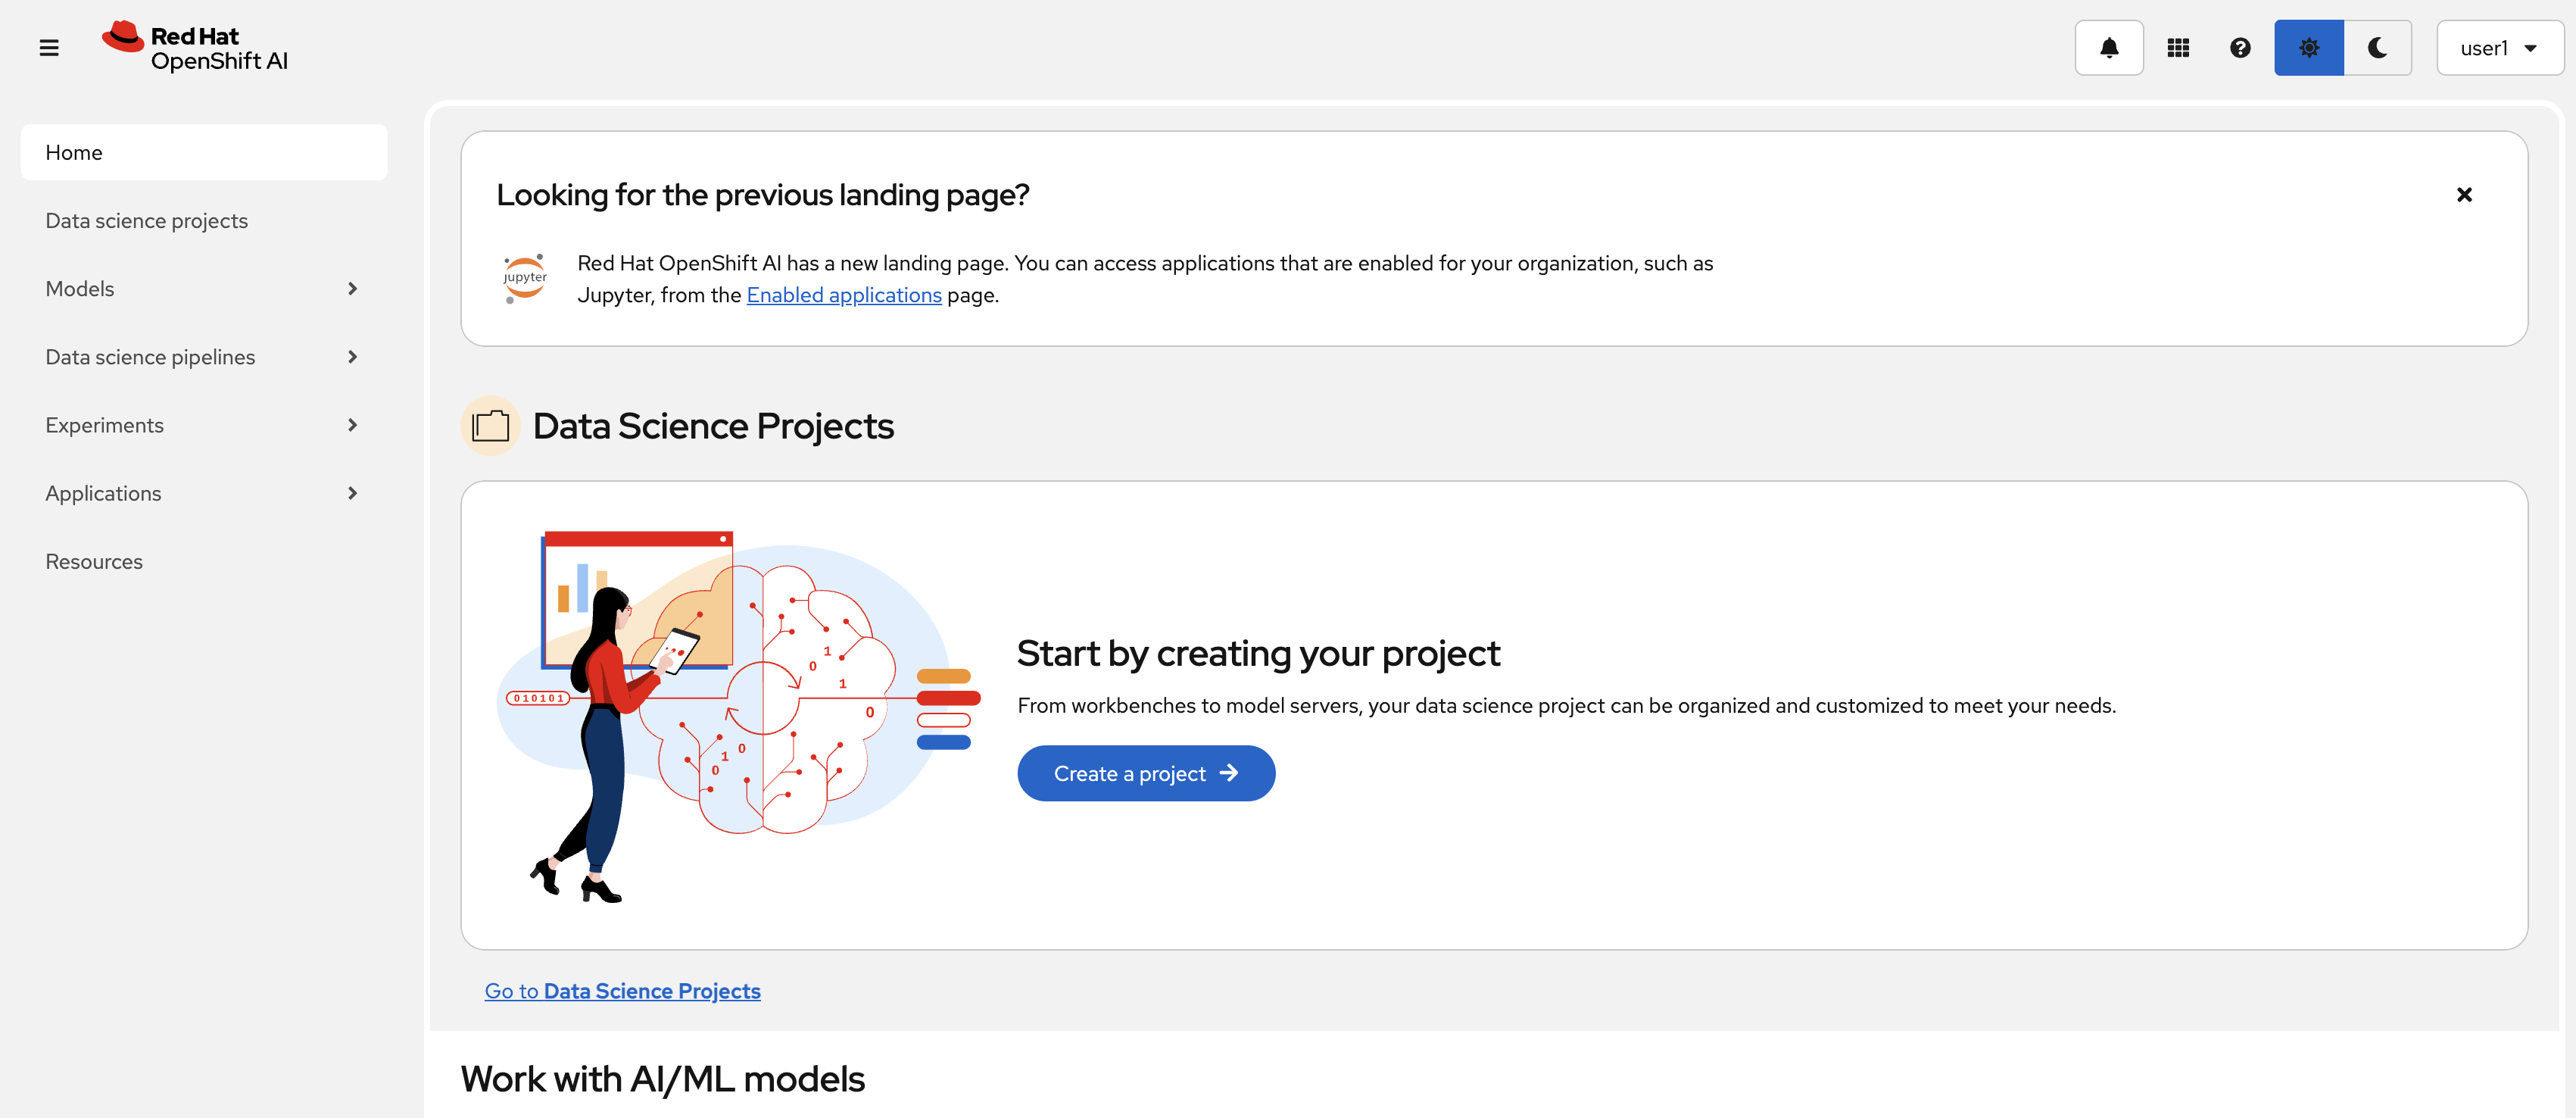 Red Hat
OpenShift AI
user1
Home
Data science projects
Models
Data science pipelines
Experiments
Applications
Resources
Looking for the previous landing page?
jupyter
Red Hat OpenShift AI has a new landing page. You can access applications that are enabled for your organization, such as
Jupyter, from the Enabled applications page.
Data Science Projects
010101
1
0
1
0
0
1
0
Start by creating your project
From workbenches to model servers, your data science project can be organized and customized to meet your needs.
Create a project
Go to Data Science Projects
Work with AI/ML models